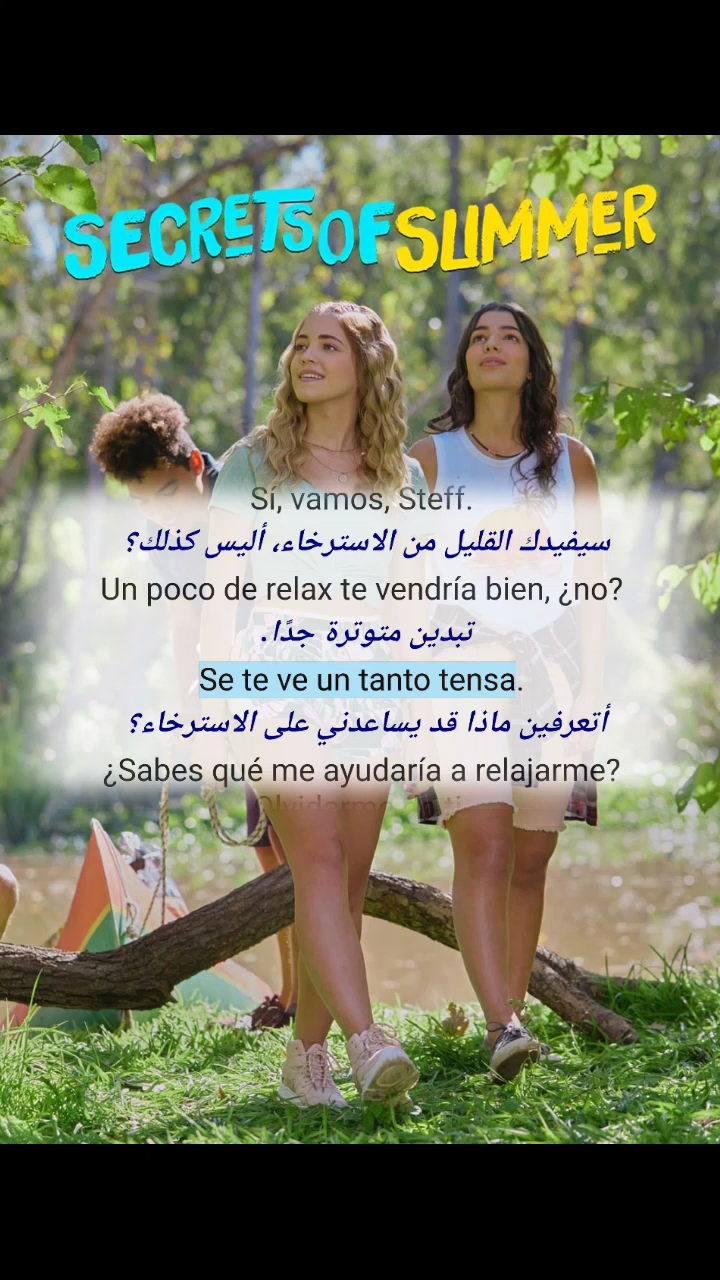 SECRETS OF SUMMER
Sí, vamos, Steff.
سيفيدك القليل من الاسترخاء، أليس كذلك؟
Un poco de relax te vendría bien, ¿no?
تبدين متوترة جدًا.
Se te ve un tanto tensa.
أتعرفين ماذا قد يساعدني على الاسترخاء؟
¿Sabes qué me ayudaría a relajarme?